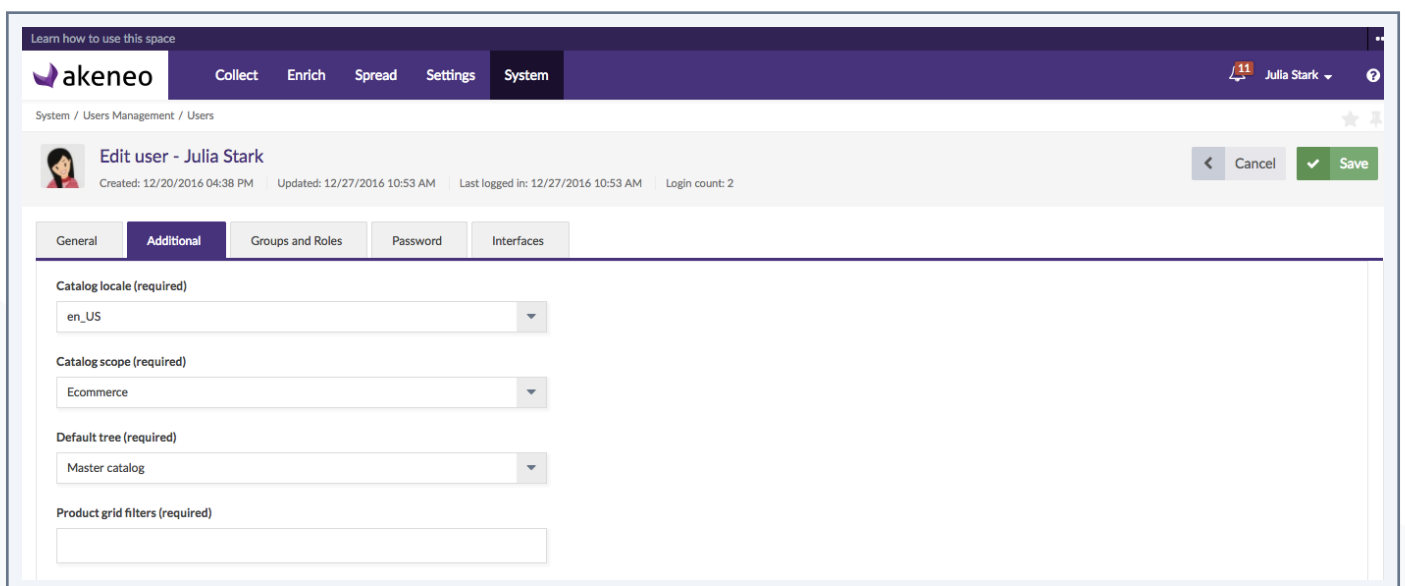 Learn how to use this space
akeneo Collect Enrich Spread Settings System 11 Julia Stark ?
System / Users Management / Users
Edit user - Julia Stark
Cancel Save
Created: 12/20/2016 04:38 PM Updated: 12/27/2016 10:53 AM Last logged in: 12/27/2016 10:53 AM Login count: 2
General Additional Groups and Roles Password Interfaces
Catalog locale (required)
en_US
Catalog scope (required)
Ecommerce
Default tree (required)
Master catalog
Product grid filters (required)